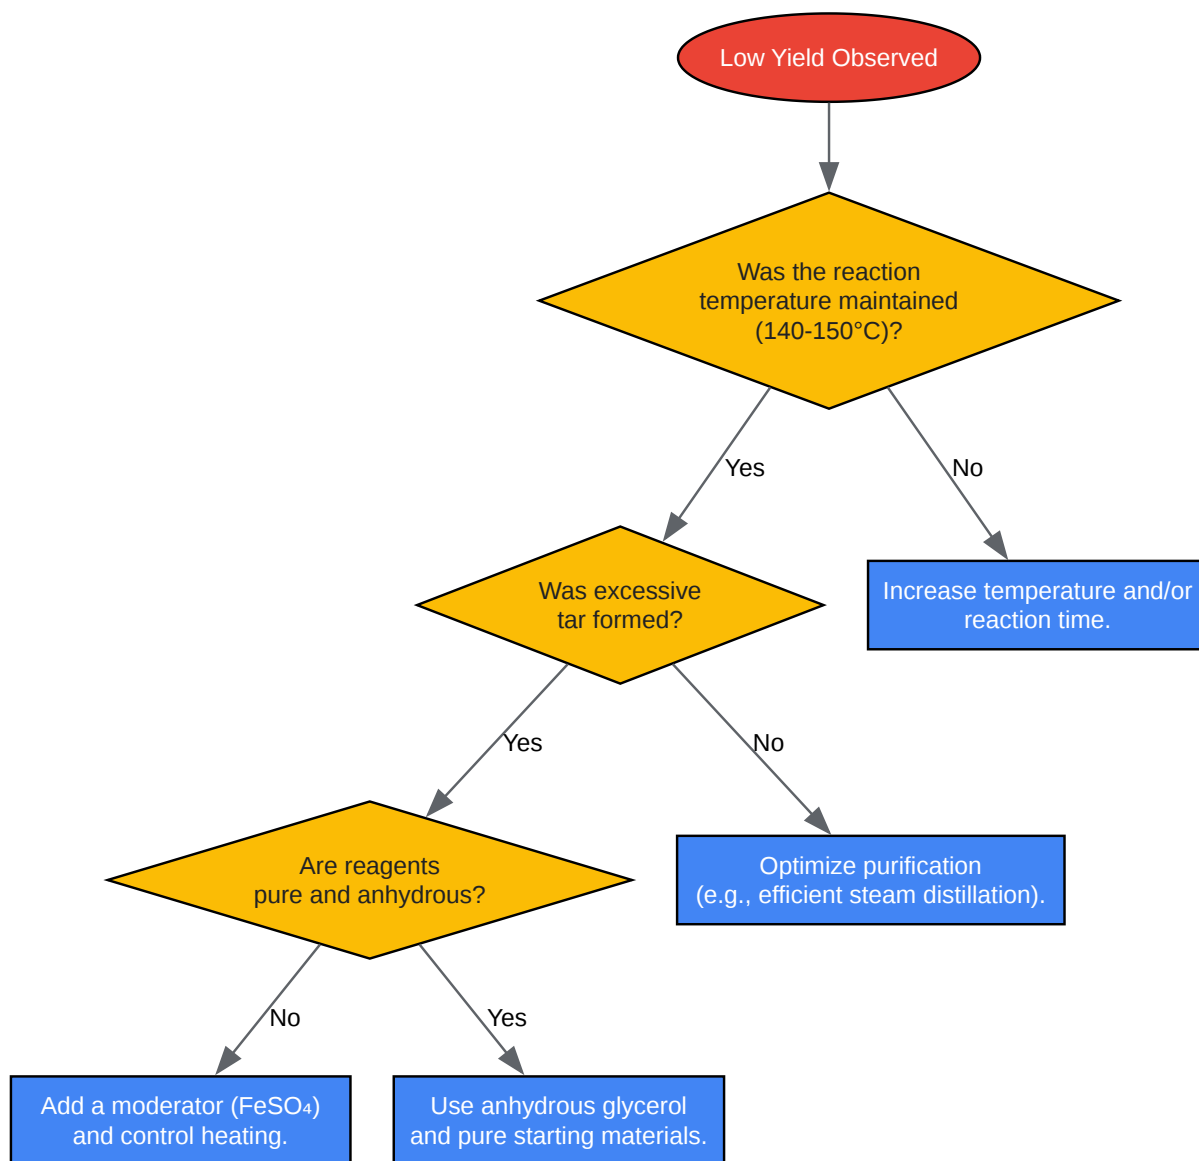 Low Yield Observed
Was the reaction
temperature maintained
(140-150°C)?
Yes
No
Was excessive
tar formed?
Increase temperature and/or
reaction time.
Yes
No
Are reagents
pure and anhydrous?
Optimize purification
(e.g., efficient steam distillation).
No
Yes
Add a moderator (FeSO₄)
and control heating.
Use anhydrous glycerol
and pure starting materials.